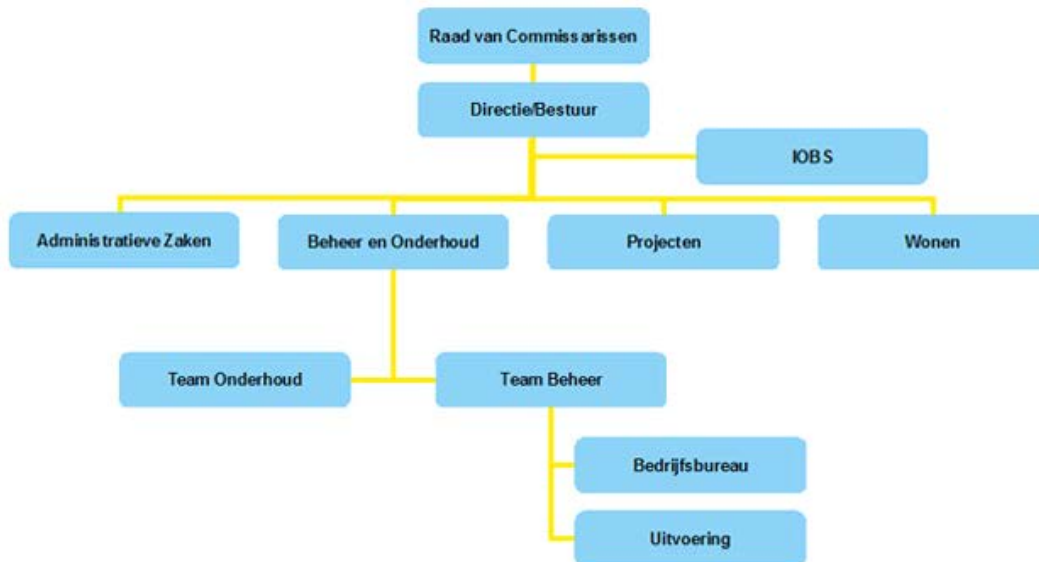 Raad van Commissarissen
Directie/Bestuur
IOBS
Administratieve Zaken
Beheer en Onderhoud
Projecten
Wonen
Team Onderhoud
Team Beheer
Bedrijfsbureau
Uitvoering